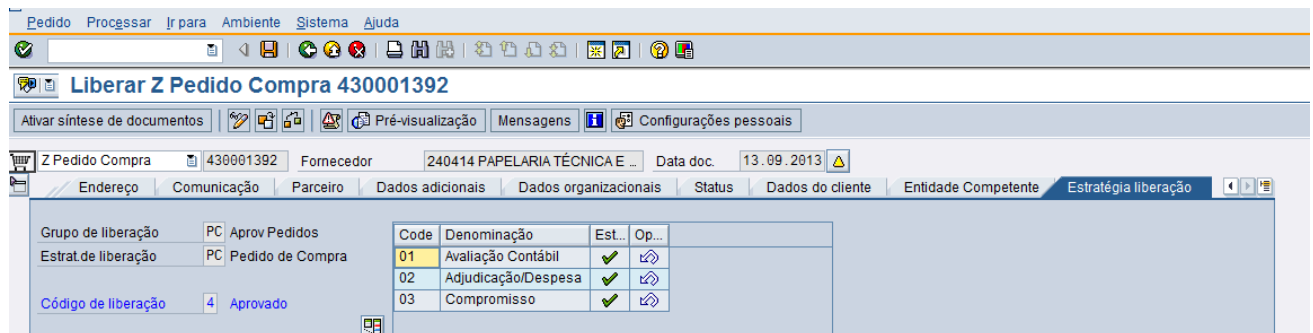 Pedido Processar Ir para Ambiente Sistema Ajuda
Liberar Z Pedido Compra 430001392
Ativar síntese de documentos Pré-visualização Mensagens Configurações pessoais
Z Pedido Compra 430001392 Fornecedor 240414 PAPELARIA TÉCNICA E ... Data doc. 13.09.2013
Endereço Comunicação Parceiro Dados adicionais Dados organizacionais Status Dados do cliente Entidade Competente Estratégia liberação
Grupo de liberação PC Aprov Pedidos
Estrat.de liberação PC Pedido de Compra
Código de liberação 4 Aprovado
Code Denominação Est... Op...
01 Avaliação Contábil
02 Adjudicação/Despesa
03 Compromisso